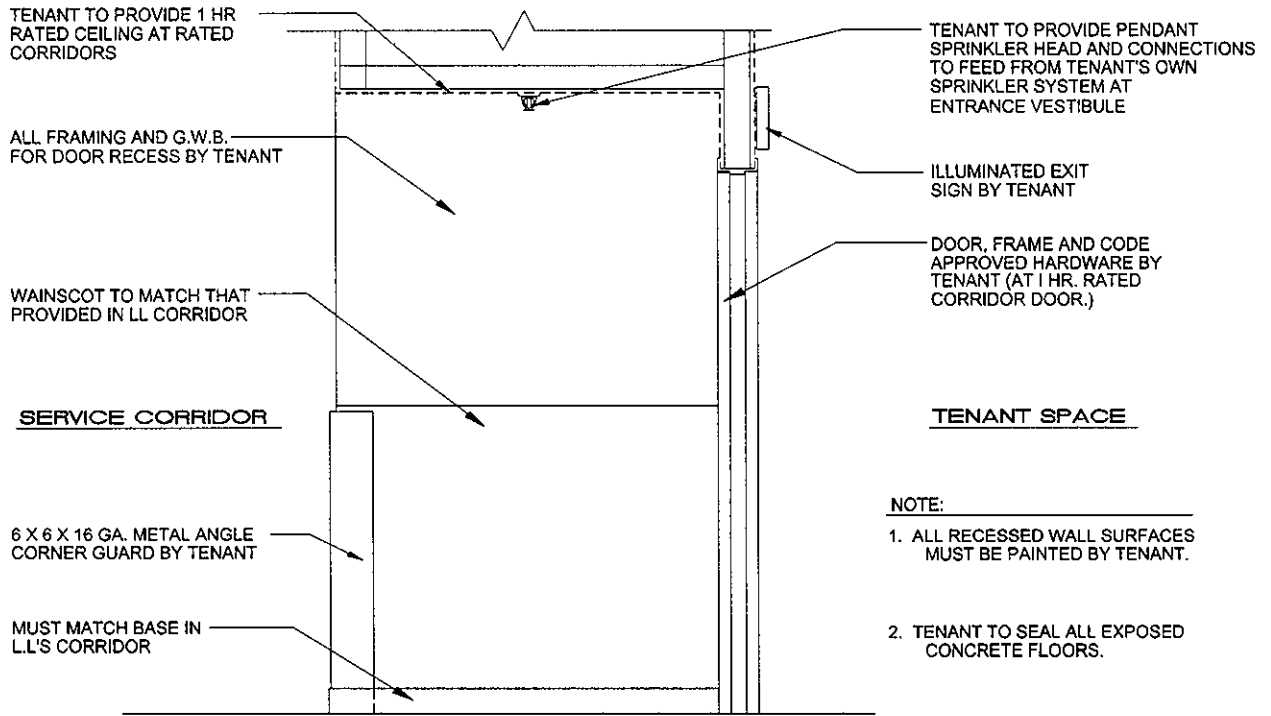 TENANT TO PROVIDE 1 HR
RATED CEILING AT RATED
CORRIDORS
ALL FRAMING AND G.W.B.
FOR DOOR RECESS BY TENANT
WAINSCOT TO MATCH THAT
PROVIDED IN LL CORRIDOR
SERVICE CORRIDOR
6 X 6 X 16 GA. METAL ANGLE
CORNER GUARD BY TENANT
MUST MATCH BASE IN
L.L'S CORRIDOR
TENANT TO PROVIDE PENDANT
SPRINKLER HEAD AND CONNECTIONS
TO FEED FROM TENANT'S OWN
SPRINKLER SYSTEM AT
ENTRANCE VESTIBULE
ILLUMINATED EXIT
SIGN BY TENANT
DOOR, FRAME AND CODE
APPROVED HARDWARE BY
TENANT (AT I HR. RATED
CORRIDOR DOOR.)
TENANT SPACE
NOTE:
1. ALL RECESSED WALL SURFACES
MUST BE PAINTED BY TENANT.
2. TENANT TO SEAL ALL EXPOSED
CONCRETE FLOORS.